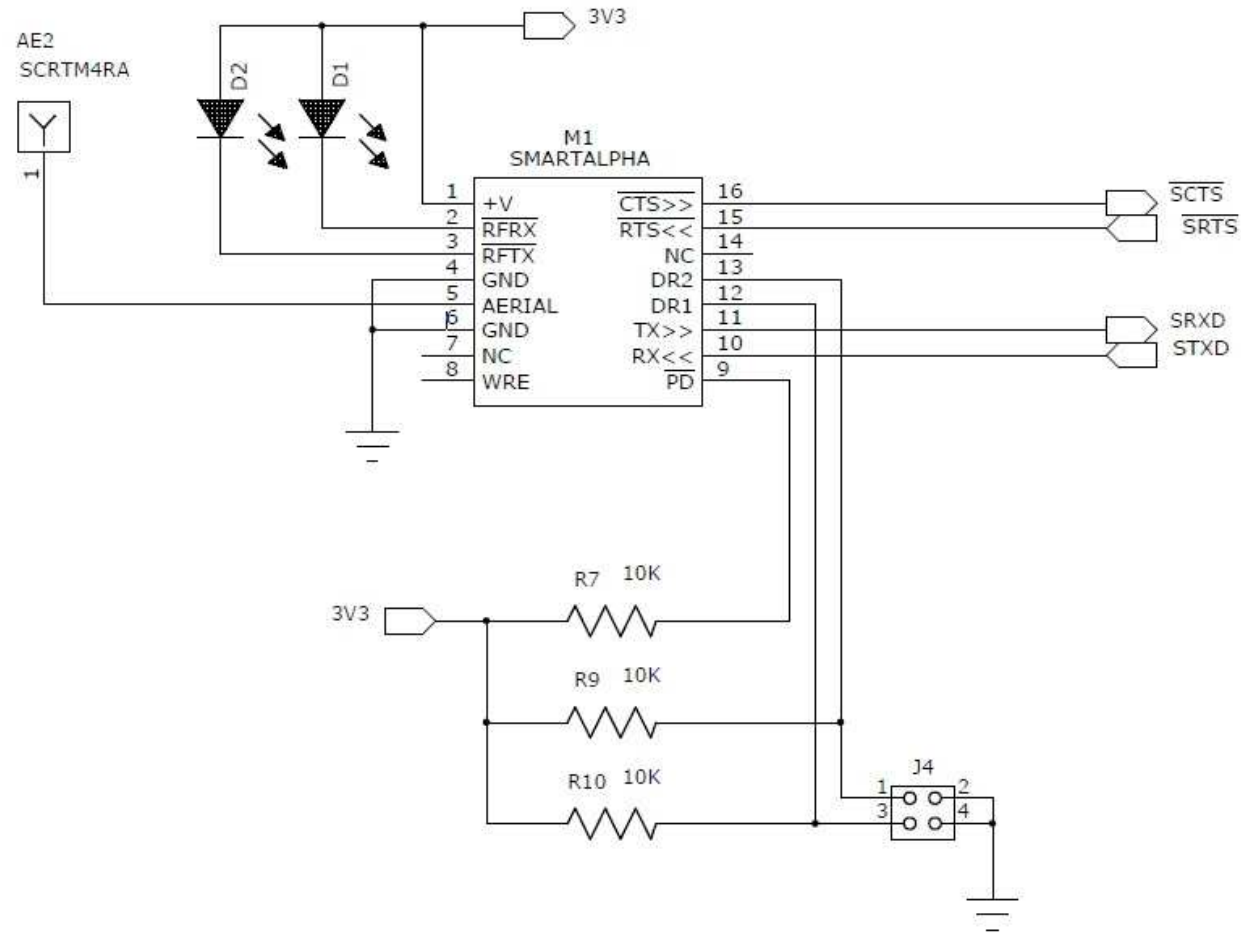 3V3
AE2
SCRTM4RA
D2
D1
1
M1
SMARTALPHA
1 +V
2 RFRX
3 RFTX
4 GND
5 AERIAL
6 GND
7 NC
8 WRE
CTS>> 16
RTS<< 15
NC 14
DR2 13
DR1 12
TX>> 11
RX<< 10
PD 9
SCTS
SRTS
SRXD
STXD
R7 10K
3V3
R9 10K
R10 10K
J4
1 2
3 4